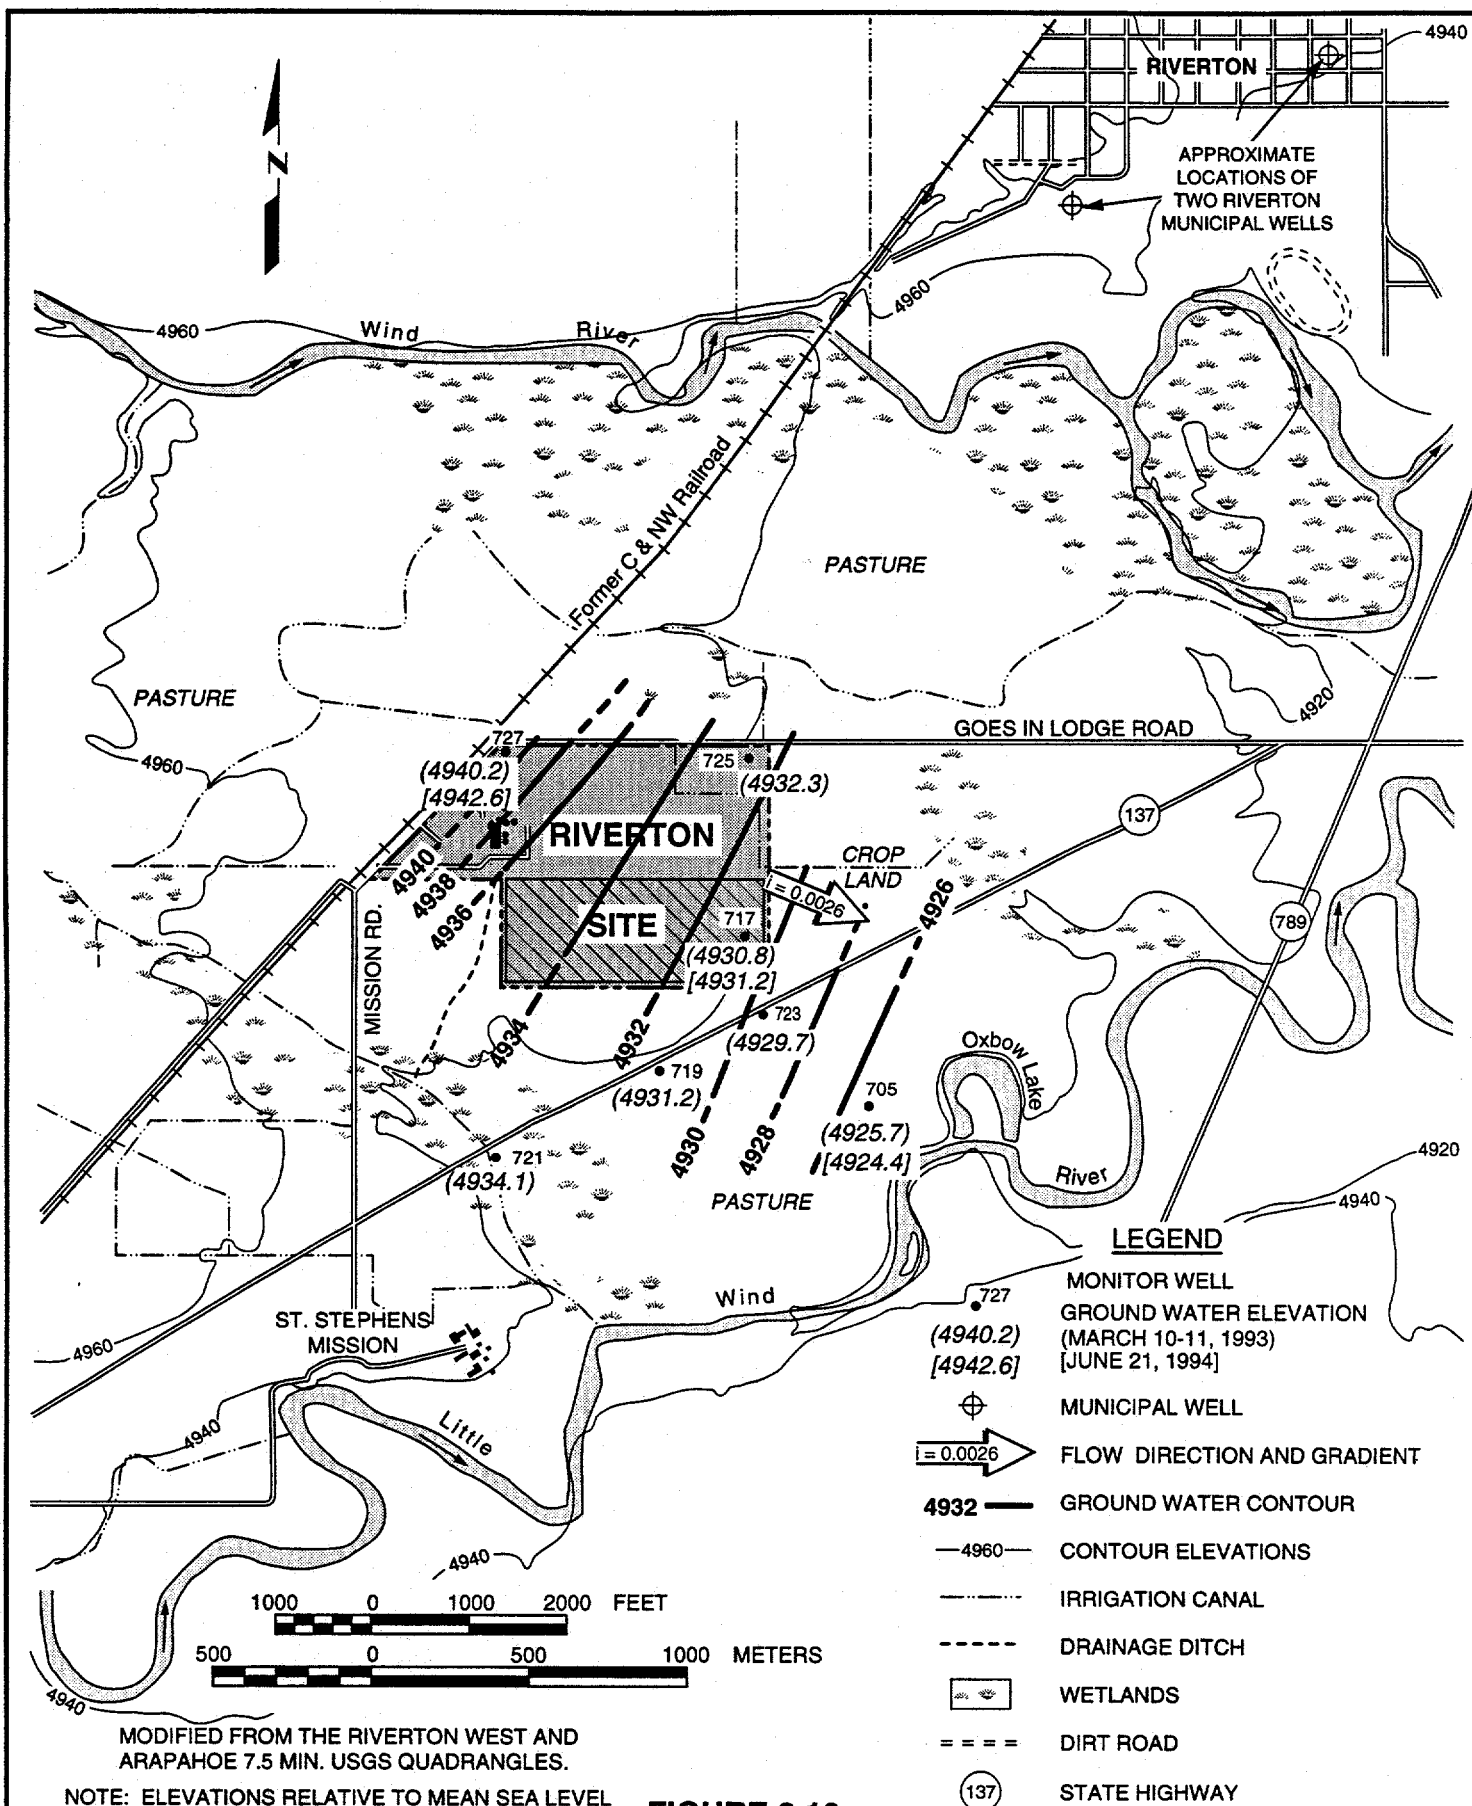 4940
RIVERTON
APPROXIMATE
LOCATIONS OF
TWO RIVERTON
MUNICIPAL WELLS
N
4960
4960
Wind
River
Former C & NW Railroad
PASTURE
PASTURE
4920
GOES IN LODGE ROAD
4960
727
(4940.2)
[4942.6]
725
(4932.3)
137
RIVERTON
CROP
LAND
i = 0.0026
4940
4938
4936
4926
SITE
717
(4930.8)
[4931.2]
789
MISSION RD.
723
(4929.7)
4934
4932
Oxbow
Lake
719
(4931.2)
705
(4925.7)
[4924.4]
4930
4928
721
(4934.1)
PASTURE
River
4920
4940
LEGEND
Wind
ST. STEPHENS
MISSION
4960
4940
Little
4940
4940
727
(4940.2)
[4942.6]
MONITOR WELL
GROUND WATER ELEVATION
(MARCH 10-11, 1993)
[JUNE 21, 1994]
MUNICIPAL WELL
i = 0.0026
FLOW DIRECTION AND GRADIENT
4932
GROUND WATER CONTOUR
4960
CONTOUR ELEVATIONS
IRRIGATION CANAL
DRAINAGE DITCH
WETLANDS
DIRT ROAD
137
STATE HIGHWAY
1000 0 1000 2000 FEET
500 0 500 1000 METERS
MODIFIED FROM THE RIVERTON WEST AND
ARAPAHOE 7.5 MIN. USGS QUADRANGLES.
NOTE: ELEVATIONS RELATIVE TO MEAN SEA LEVEL